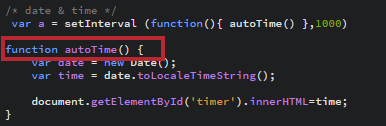 /* date & time */
var a = setInterval (function(){ autoTime() },1000)
function autoTime() {
var date = new Date();
var time = date.toLocaleTimeString();
document.getElementById('timer').innerHTML=time;
}